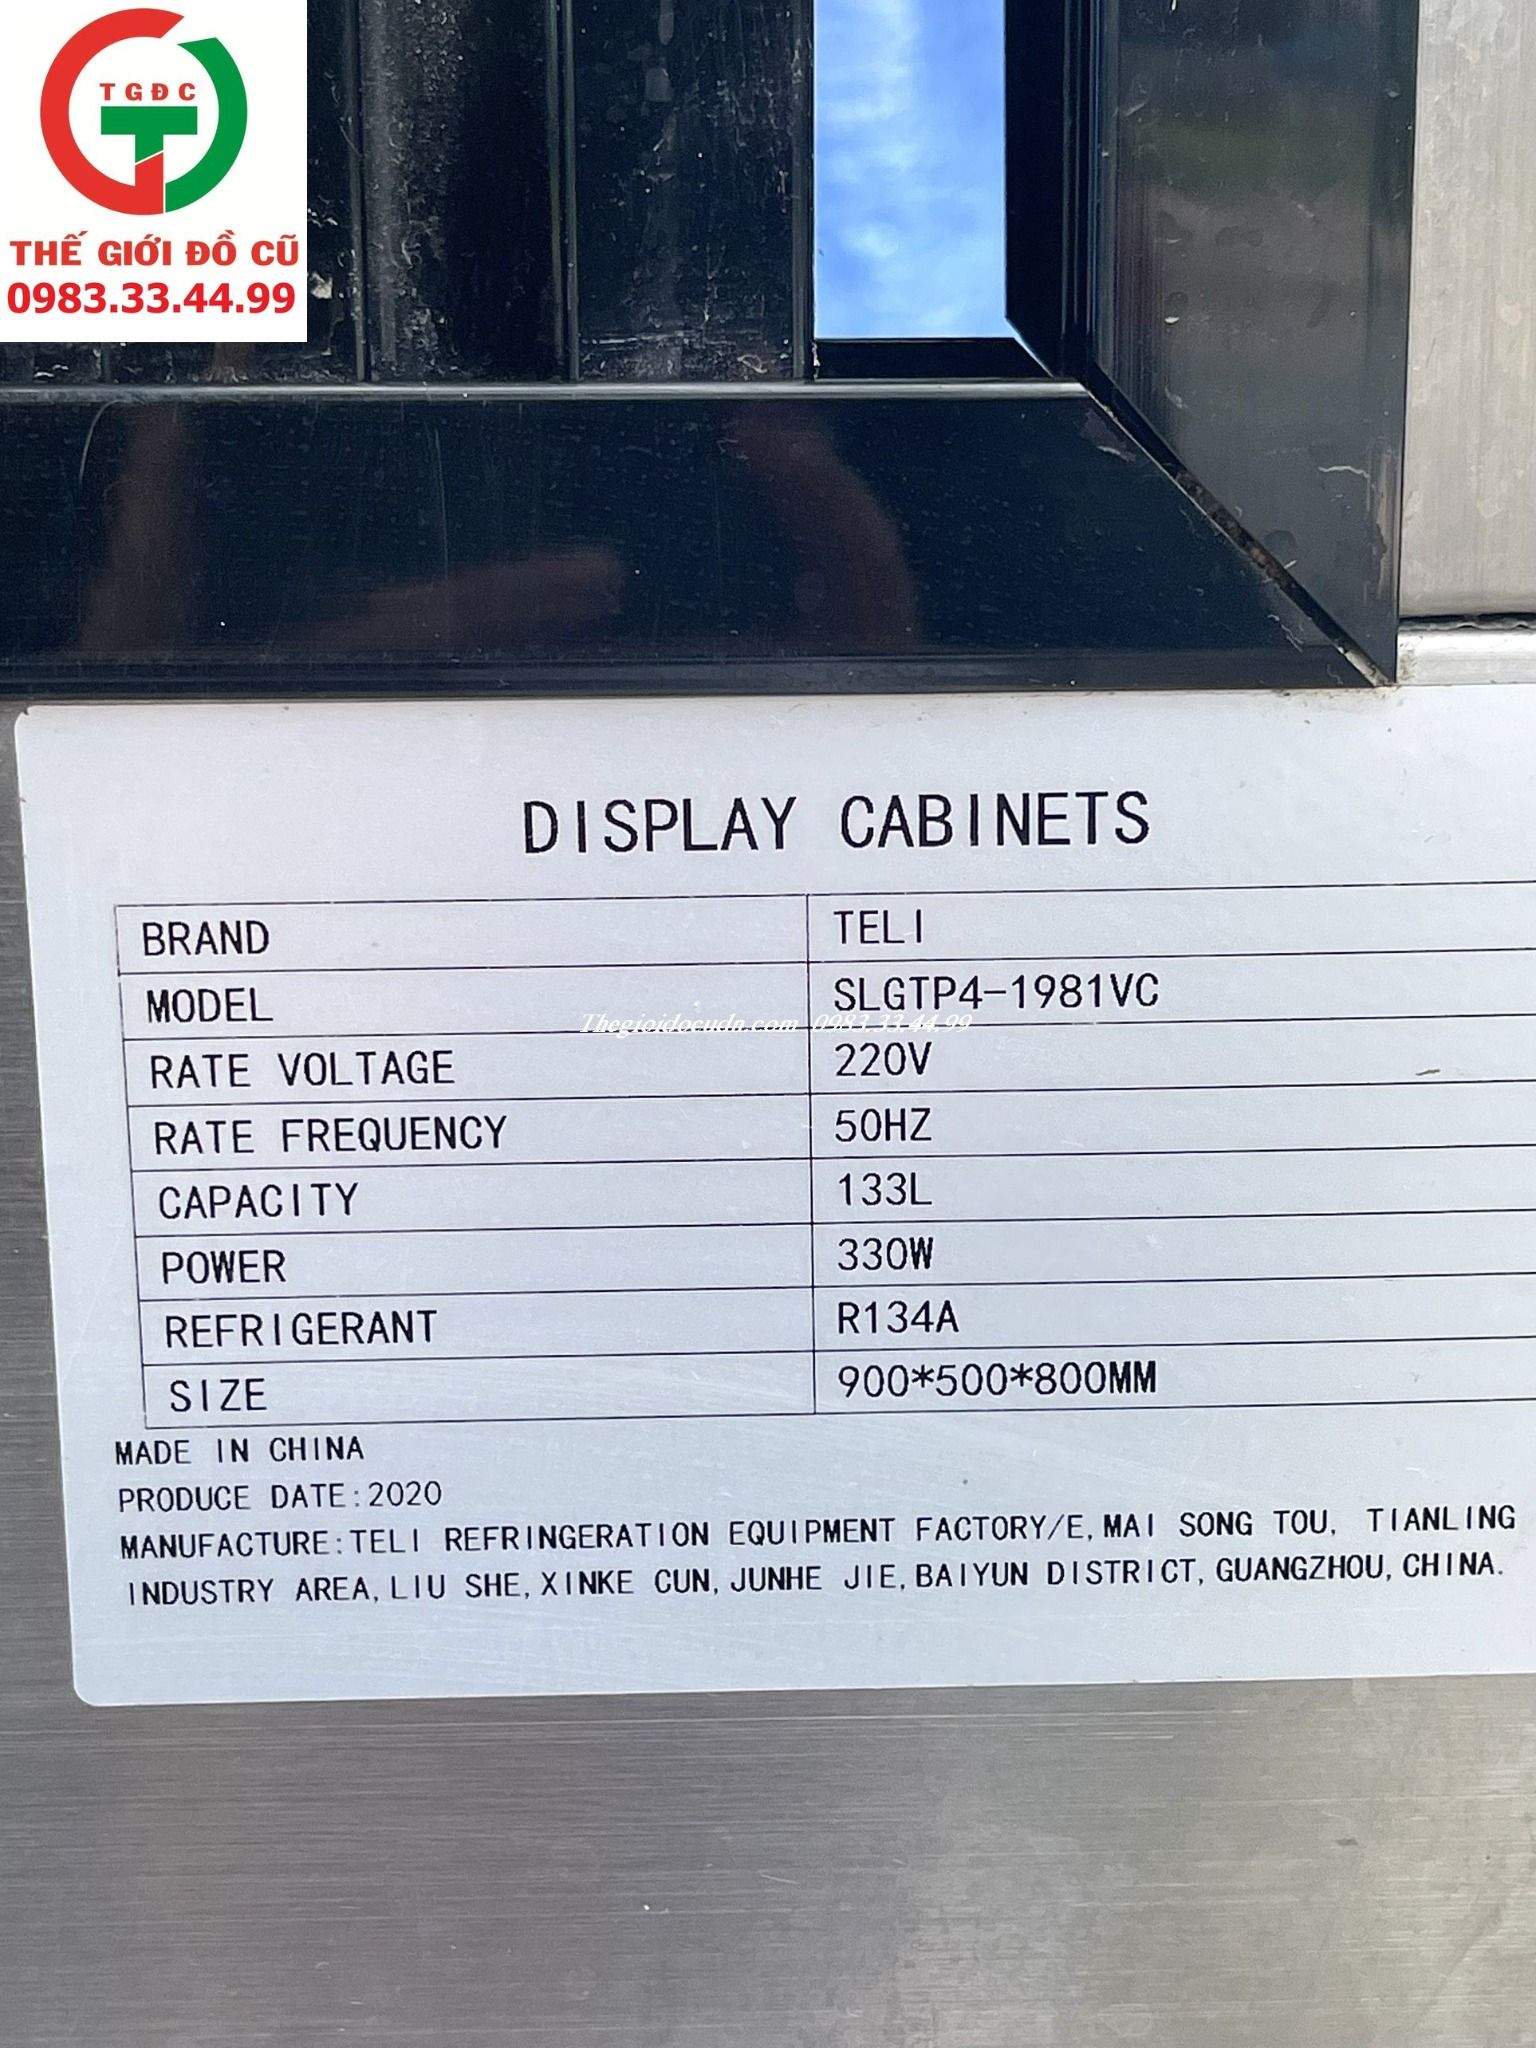 TGĐC
THẾ GIỚI ĐỒ CŨ
0983.33.44.99
DISPLAY CABINETS
BRAND TELI
MODEL SLGTP4-1981VC
Thegioidocudn.com 0983.33.44.99
RATE VOLTAGE 220V
RATE FREQUENCY 50HZ
CAPACITY 133L
POWER 330W
REFRIGERANT R134A
SIZE 900*500*800MM
MADE IN CHINA
PRODUCE DATE:2020
MANUFACTURE:TELI REFRINGERATION EQUIPMENT FACTORY/E,MAI SONG TOU, TIANLING
INDUSTRY AREA,LIU SHE,XINKE CUN,JUNHE JIE,BAIYUN DISTRICT,GUANGZHOU,CHINA.